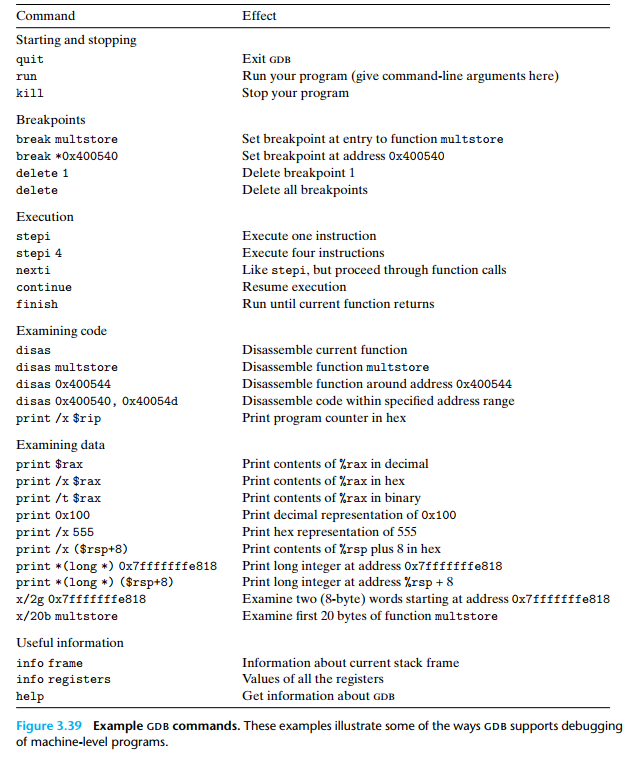 Command Effect
Starting and stopping
quit Exit GDB
run Run your program (give command-line arguments here)
kill Stop your program
Breakpoints
break multstore Set breakpoint at entry to function multstore
break *0x400540 Set breakpoint at address 0x400540
delete 1 Delete breakpoint 1
delete Delete all breakpoints
Execution
stepi Execute one instruction
stepi 4 Execute four instructions
nexti Like stepi, but proceed through function calls
continue Resume execution
finish Run until current function returns
Examining code
disas Disassemble current function
disas multstore Disassemble function multstore
disas 0x400544 Disassemble function around address 0x400544
disas 0x400540, 0x40054d Disassemble code within specified address range
print /x $rip Print program counter in hex
Examining data
print $rax Print contents of %rax in decimal
print /x $rax Print contents of %rax in hex
print /t $rax Print contents of %rax in binary
print 0x100 Print decimal representation of 0x100
print /x 555 Print hex representation of 555
print /x ($rsp+8) Print contents of %rsp plus 8 in hex
print *(long *) 0x7fffffffe818 Print long integer at address 0x7fffffffe818
print *(long *) ($rsp+8) Print long integer at address %rsp + 8
x/2g 0x7fffffffe818 Examine two (8-byte) words starting at address 0x7fffffffe818
x/20b multstore Examine first 20 bytes of function multstore
Useful information
info frame Information about current stack frame
info registers Values of all the registers
help Get information about GDB
Figure 3.39 Example GDB commands. These examples illustrate some of the ways GDB supports debugging
of machine-level programs.